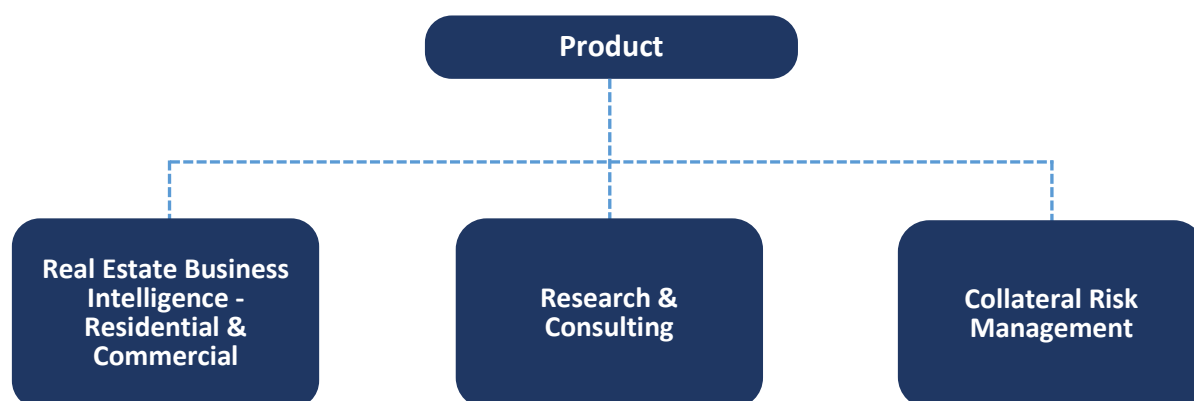 Product
Real Estate Business
Intelligence -
Residential &
Commercial
Research &
Consulting
Collateral Risk
Management